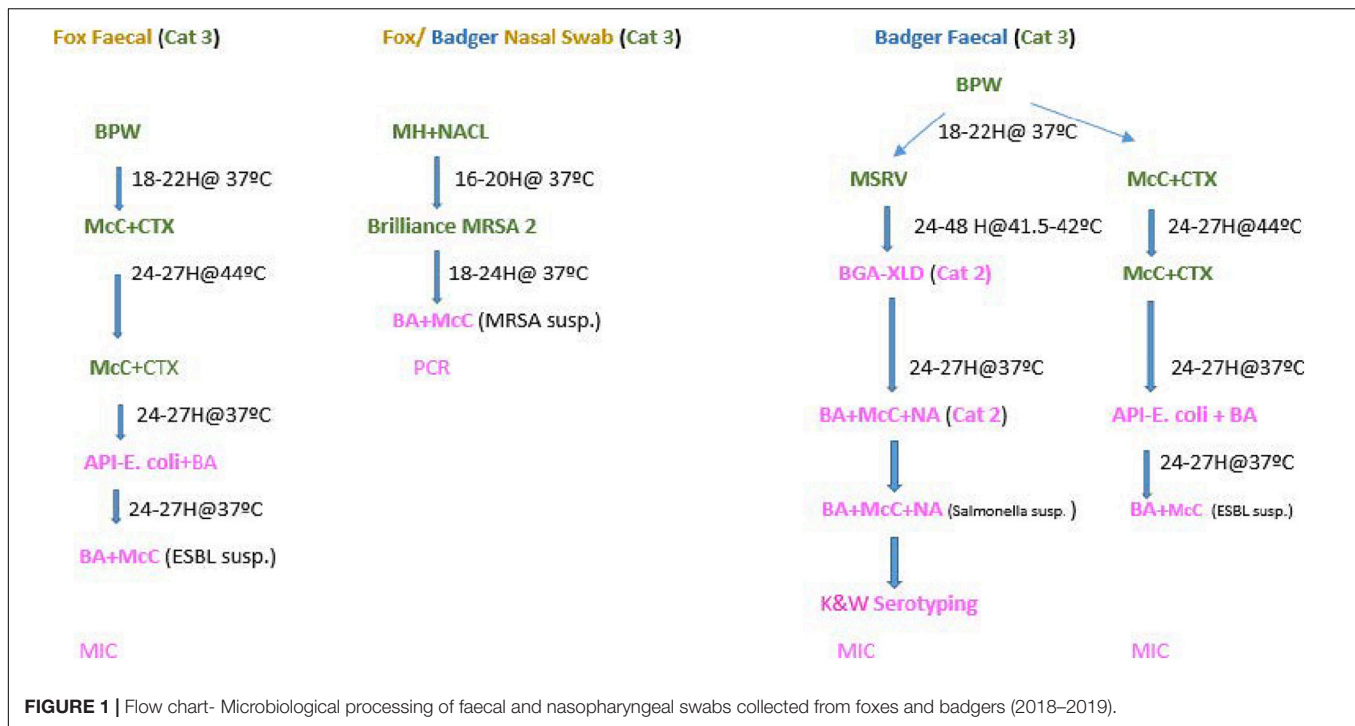 Fox Faecal (Cat 3)
BPW
18-22H@ 37ºC
McC+CTX
24-27H@44ºC
McC+CTX
24-27H@37ºC
API-E. coli+BA
24-27H@37ºC
BA+McC (ESBL susp.)
MIC
Fox/ Badger Nasal Swab (Cat 3)
MH+NACL
16-20H@ 37ºC
Brilliance MRSA 2
18-24H@ 37ºC
BA+McC (MRSA susp.)
PCR
Badger Faecal (Cat 3)
BPW
18-22H@ 37ºC
MSRV
24-48 H@41.5-42ºC
BGA-XLD (Cat 2)
24-27H@37ºC
BA+McC+NA (Cat 2)
BA+McC+NA (Salmonella susp. )
K&W Serotyping
MIC
McC+CTX
24-27H@44ºC
McC+CTX
24-27H@37ºC
API-E. coli + BA
24-27H@37ºC
BA+McC (ESBL susp.)
MIC
FIGURE 1 | Flow chart- Microbiological processing of faecal and nasopharyngeal swabs collected from foxes and badgers (2018–2019).